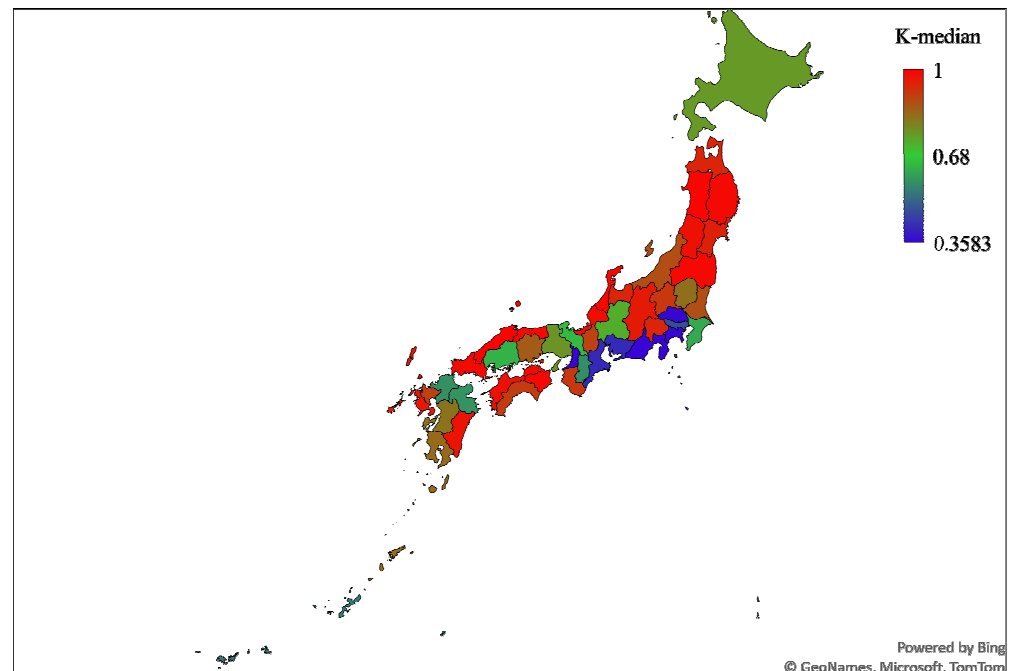 K-median
1
0.68
0.3583
Powered by Bing
© GeoNames, Microsoft, TomTom